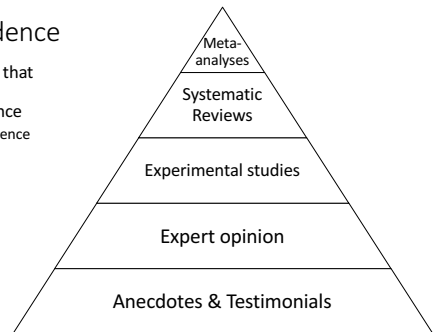 dence
that
nce
ence
Meta-
analyses
Systematic
Reviews
Experimental studies
Expert opinion
Anecdotes & Testimonials